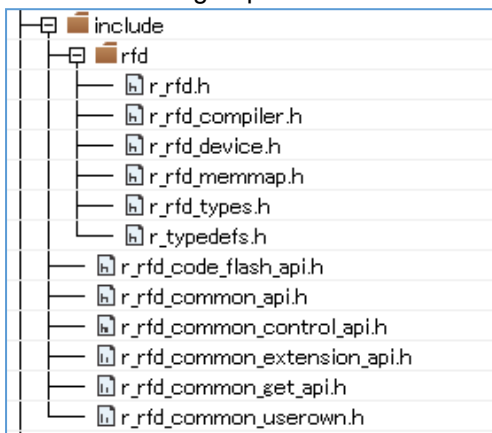 include
rfd
r_rfd.h
r_rfd_compiler.h
r_rfd_device.h
r_rfd_memmap.h
r_rfd_types.h
r_typedefs.h
r_rfd_code_flash_api.h
r_rfd_common_api.h
r_rfd_common_control_api.h
r_rfd_common_extension_api.h
r_rfd_common_get_api.h
r_rfd_common_userown.h